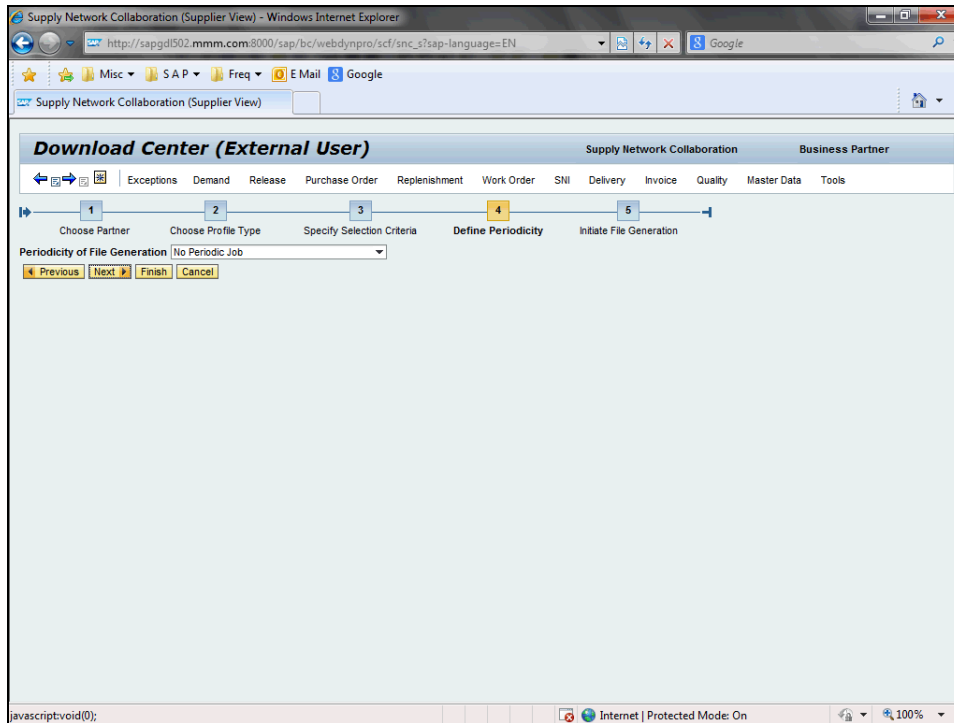 Supply Network Collaboration (Supplier View) - Windows Internet Explorer
http://sapgdl502.mmm.com:8000/sap/bc/webdynpro/scf/snc_s?sap-language=EN
Google
Misc SAP Freq E Mail Google
Supply Network Collaboration (Supplier View)
Download Center (External User) Supply Network Collaboration Business Partner
Exceptions Demand Release Purchase Order Replenishment Work Order SNI Delivery Invoice Quality Master Data Tools
1 2 3 4 5
Choose Partner Choose Profile Type Specify Selection Criteria Define Periodicity Initiate File Generation
Periodicity of File Generation No Periodic Job
Previous Next Finish Cancel
javascript:void(0); Internet | Protected Mode: On 100%